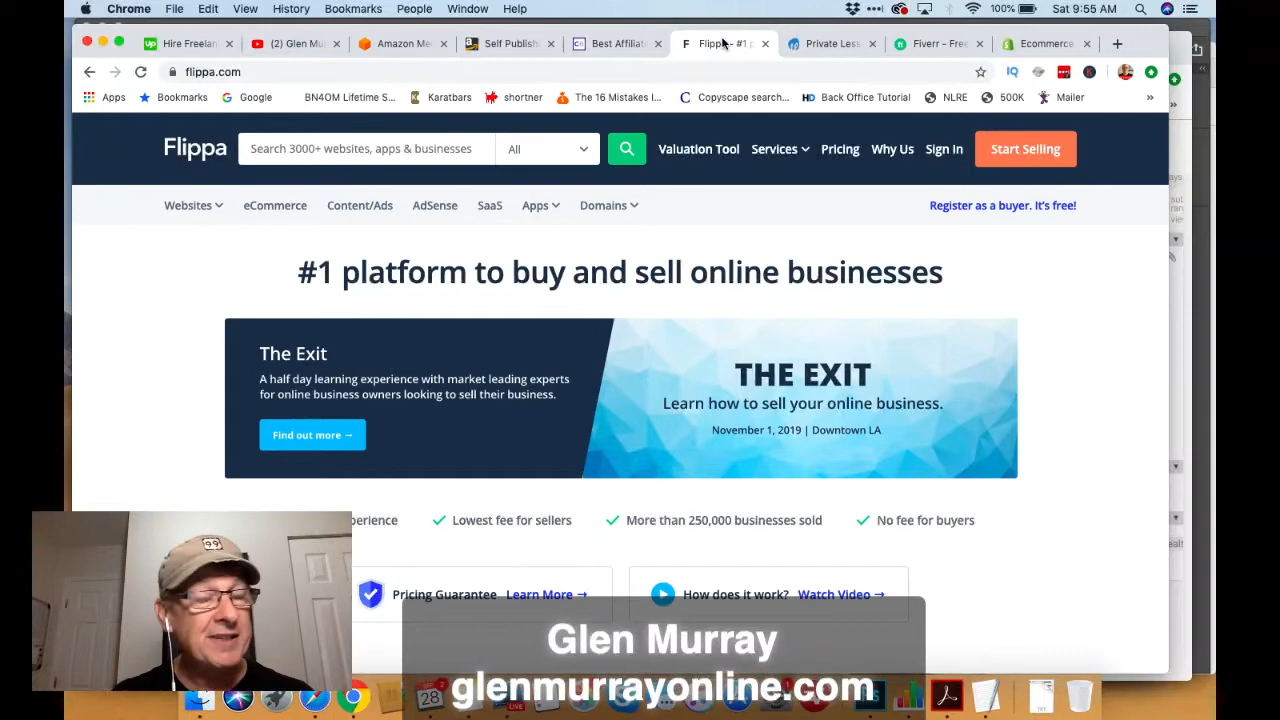 Chrome File Edit View History Bookmarks People Window Help 100% Sat 9:55 AM
Hire Freelan (2) Glen Mu Amazon Me Self Publish Best Affiliat Flippa - #1 p Private Less Fiverr - Free Ecommerce
flippa.com
Apps Bookmarks Google BN4OM Lifetime S... Karatbars shortner The 16 Mistakes I... Copyscape search... Back Office Tutorial NLRE 500K Mailer »
Flippa Search 3000+ websites, apps & businesses All Valuation Tool Services Pricing Why Us Sign In Start Selling
Websites eCommerce Content/Ads AdSense SaaS Apps Domains Register as a buyer. It's free!
#1 platform to buy and sell online businesses
The Exit
A half day learning experience with market leading experts
for online business owners looking to sell their business.
Find out more →
THE EXIT
Learn how to sell your online business.
November 1, 2019 | Downtown LA
perience Lowest fee for sellers More than 250,000 businesses sold No fee for buyers
Pricing Guarantee Learn More → How does it work? Watch Video →
Glen Murray
glenmurrayonline.com